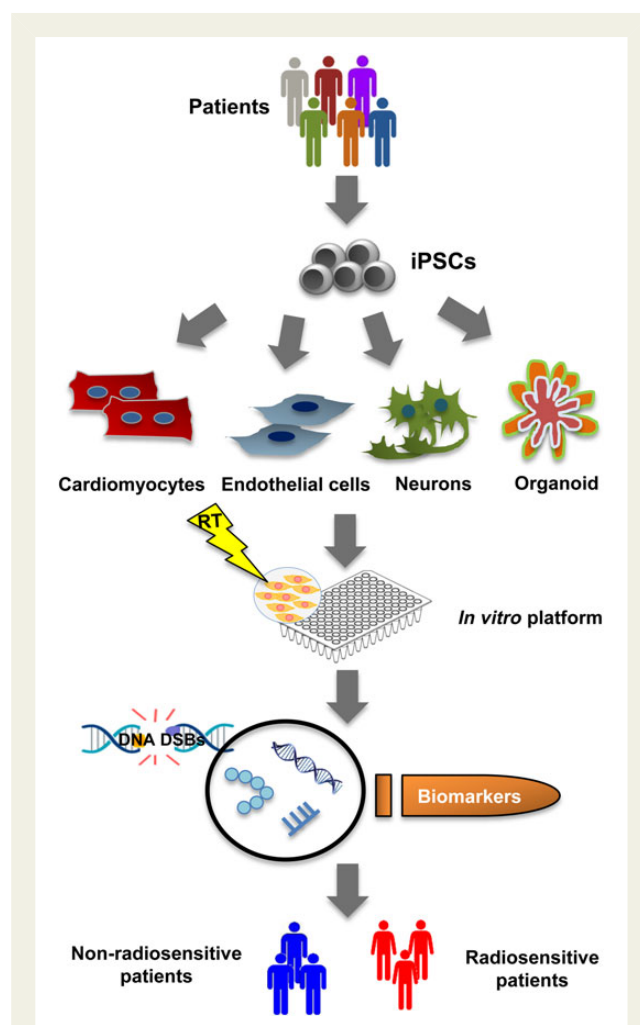 Patients
iPSCs
Cardiomyocytes
Endothelial cells
Neurons
Organoid
RT
In vitro platform
DNA DSBs
Biomarkers
Non-radiosensitive
patients
Radiosensitive
patients